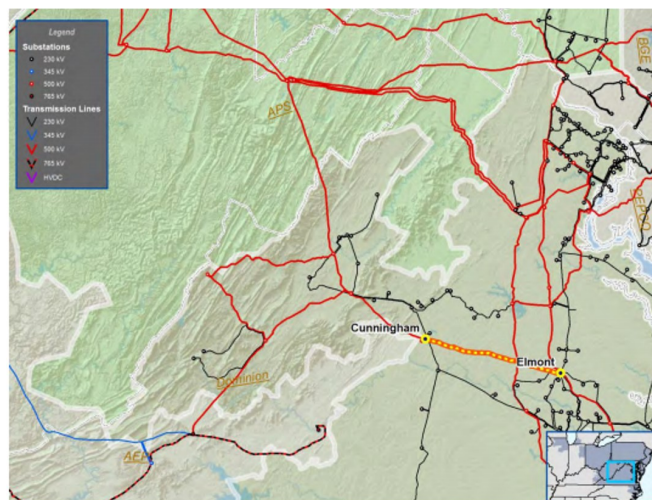 Legend
Substations
230 kV
345 kV
500 kV
765 kV
Transmission Lines
230 kV
345 kV
500 kV
765 kV
HVDC
APS
BGE
PEPCO
Cunningham
Elmont
Dominion
AEP